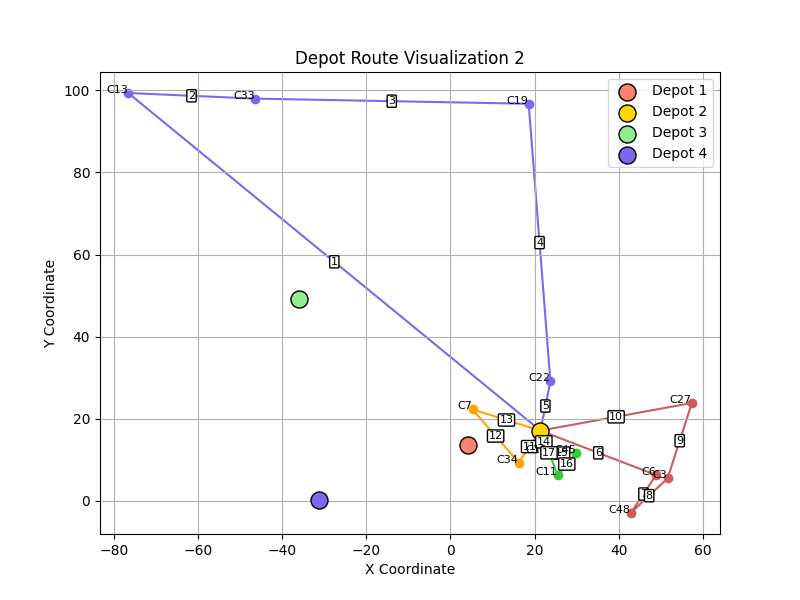 Depot Route Visualization 2
Depot 1
Depot 2
Depot 3
Depot 4
Y Coordinate
100
80
60
40
20
0
−80
−60
−40
−20
0
20
40
60
X Coordinate
C13
2
C33
3
C19
4
1
C22
5
C7
13
12
C34
11
14
17
16
C11
6
10
C27
9
C6
C3
8
C48